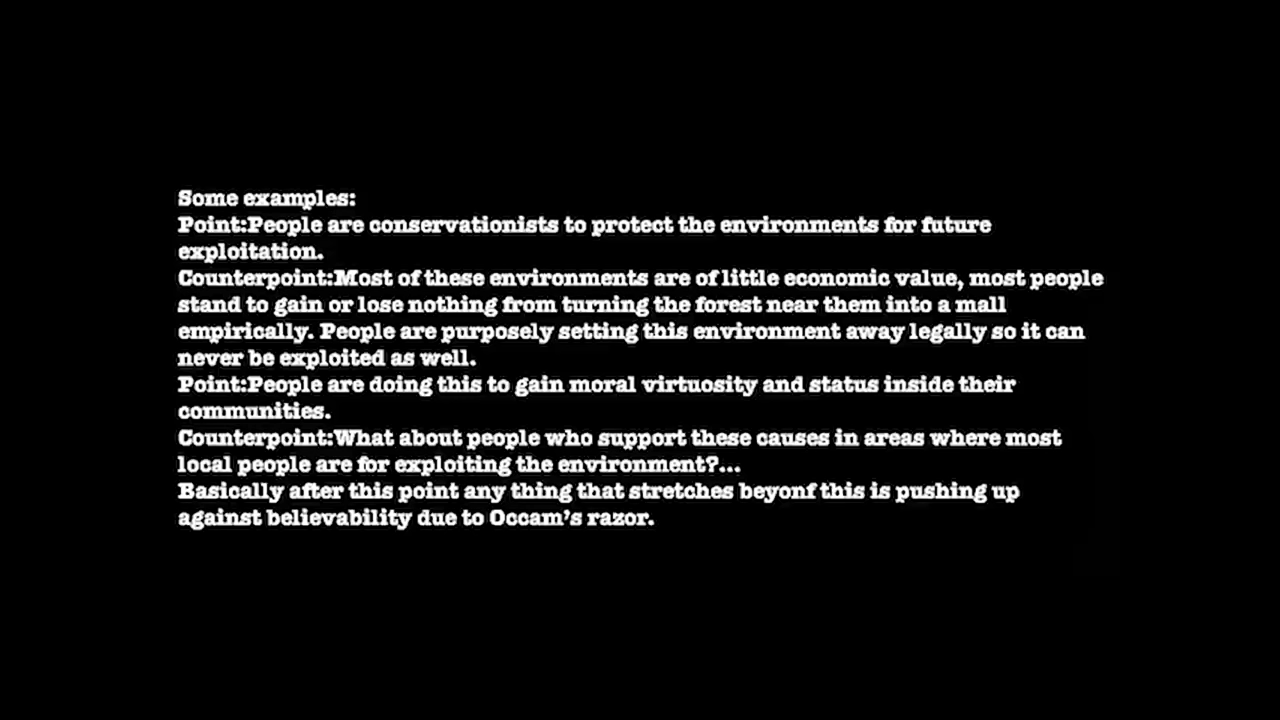 Some examples:
Point:People are conservationists to protect the environments for future
exploitation.
Counterpoint:Most of these environments are of little economic value, most people
stand to gain or lose nothing from turning the forest near them into a mall
empirically. People are purposely setting this environment away legally so it can
never be exploited as well.
Point:People are doing this to gain moral virtuosity and status inside their
communities.
Counterpoint:What about people who support these causes in areas where most
local people are for exploiting the environment?...
Basically after this point any thing that stretches beyonf this is pushing up
against believability due to Occam's razor.